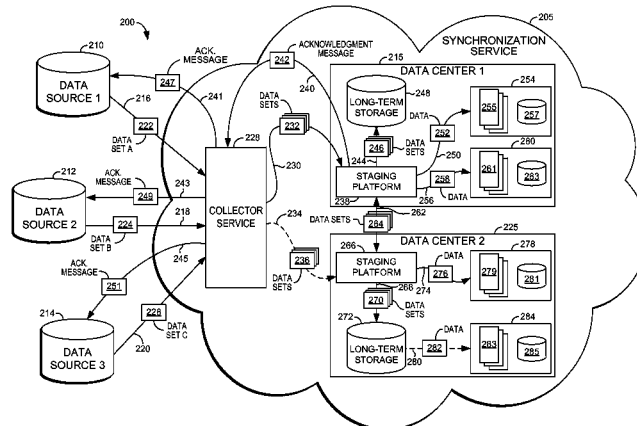 200
205
SYNCHRONIZATION
SERVICE
210
DATA
SOURCE 1
ACK.
MESSAGE
247
216
241
222
DATA
SET A
242
ACKNOWLEDGMENT
MESSAGE
240
DATA
SETS
232
228
230
COLLECTOR
SERVICE
215
DATA CENTER 1
LONG-TERM
STORAGE
248
244
246
DATA
SETS
DATA
252
250
254
255
257
260
261
263
STAGING
PLATFORM
238
256
258
DATA
212
DATA
SOURCE 2
ACK.
MESSAGE
249
243
218
224
DATA
SET B
245
234
236
DATA
SETS
DATA SETS
264
262
225
DATA CENTER 2
266
STAGING
PLATFORM
268
270
DATA
SETS
DATA
276
274
278
279
281
272
LONG-TERM
STORAGE
280
DATA
282
284
283
285
ACK.
MESSAGE
251
214
DATA
SOURCE 3
226
DATA
SET C
220